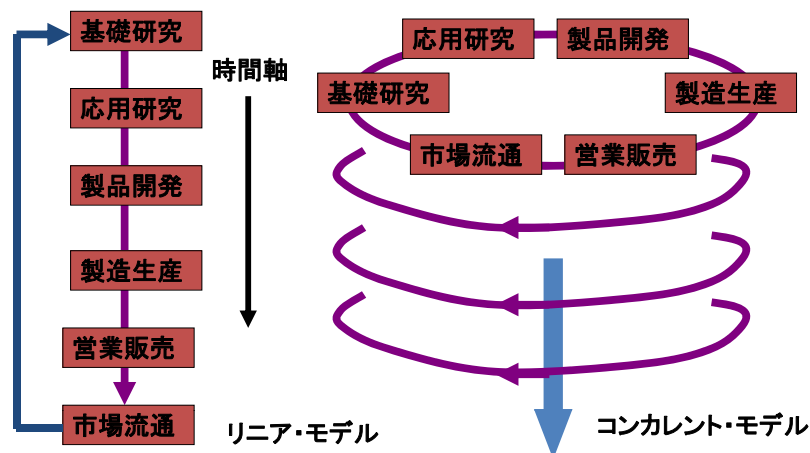 基礎研究
応用研究
製品開発
製造生産
営業販売
市場流通
時間軸
リニア・モデル
応用研究
製品開発
基礎研究
製造生産
市場流通
営業販売
コンカレント・モデル